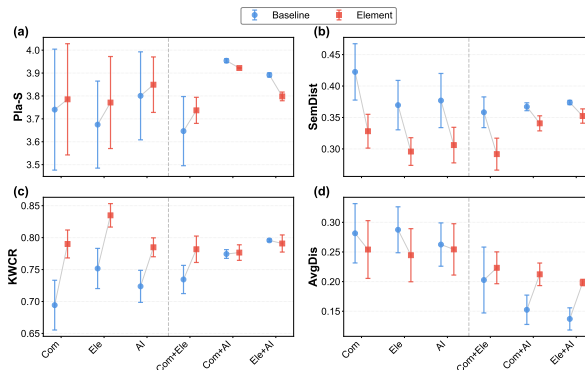 Baseline Element
(a)
Pla-S
4.0
3.9
3.8
3.7
3.6
3.5
(b)
SemDist
0.45
0.40
0.35
0.30
(c)
KWCR
0.85
0.80
0.75
0.70
0.65
Com Ele AI Com+Ele Com+AI Ele+AI
(d)
AvgDis
0.30
0.25
0.20
0.15
Com Ele AI Com+Ele Com+AI Ele+AI